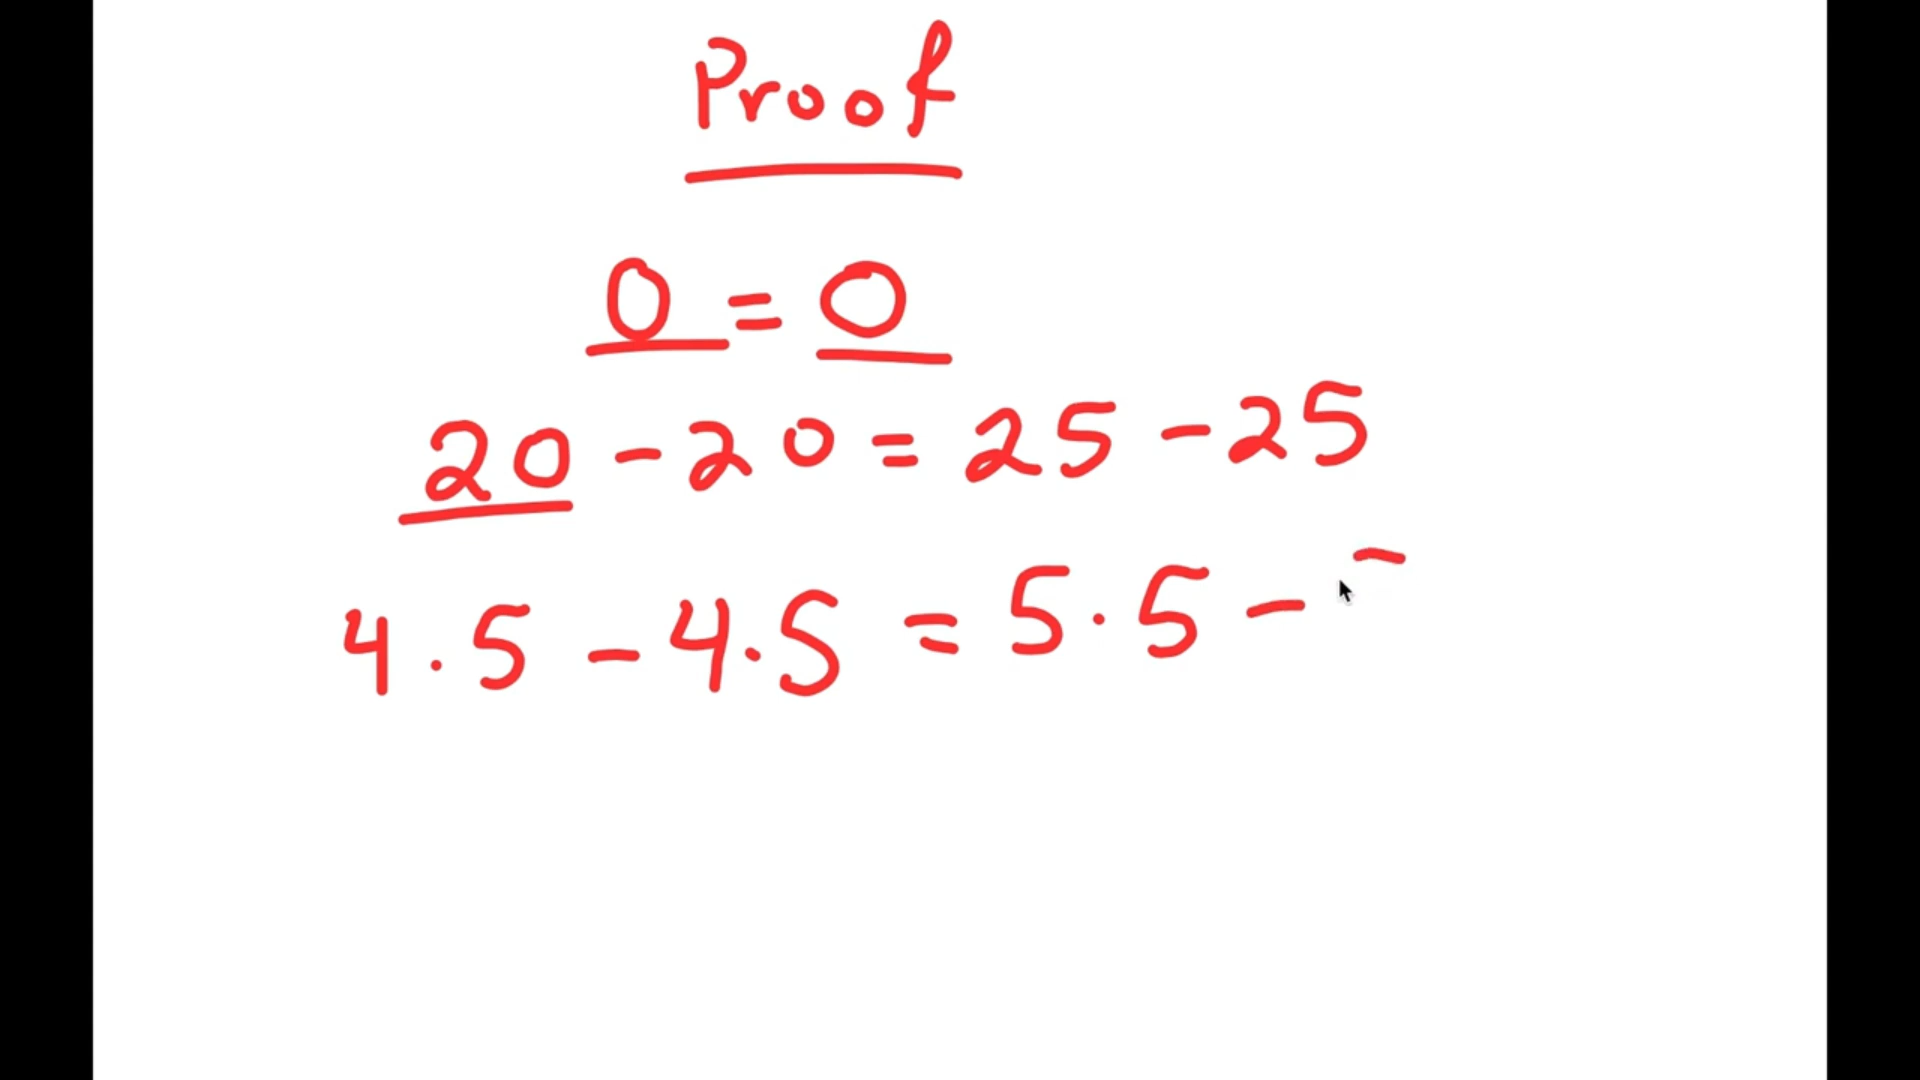 Proof
0 = 0
20 - 20 = 25 - 25
4 . 5 - 4 . 5 = 5 . 5 -